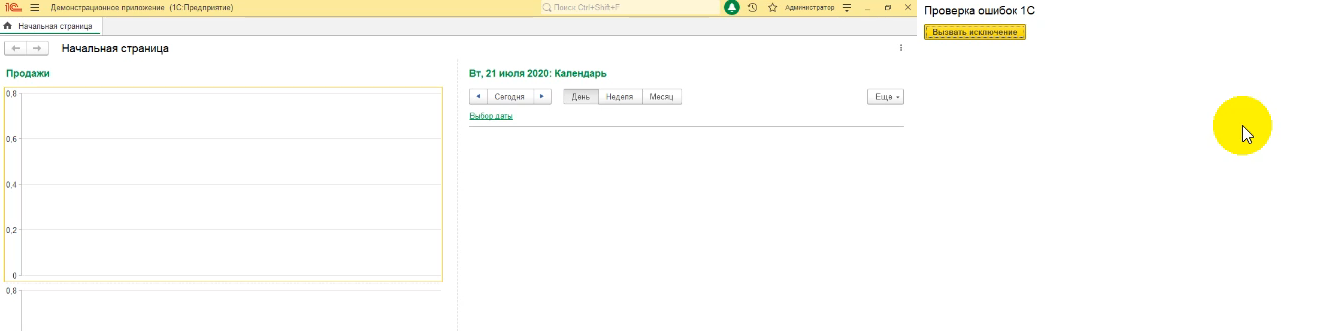 1С Демонстрационное приложение (1С:Предприятие) Поиск Ctrl+Shift+F Администратор
Начальная страница
Начальная страница
Продажи
0,8
0,6
0,4
0,2
0
0,8
Вт, 21 июля 2020: Календарь
Сегодня День Неделя Месяц Еще
Выбор даты
Проверка ошибок 1С
Вызвать исключение